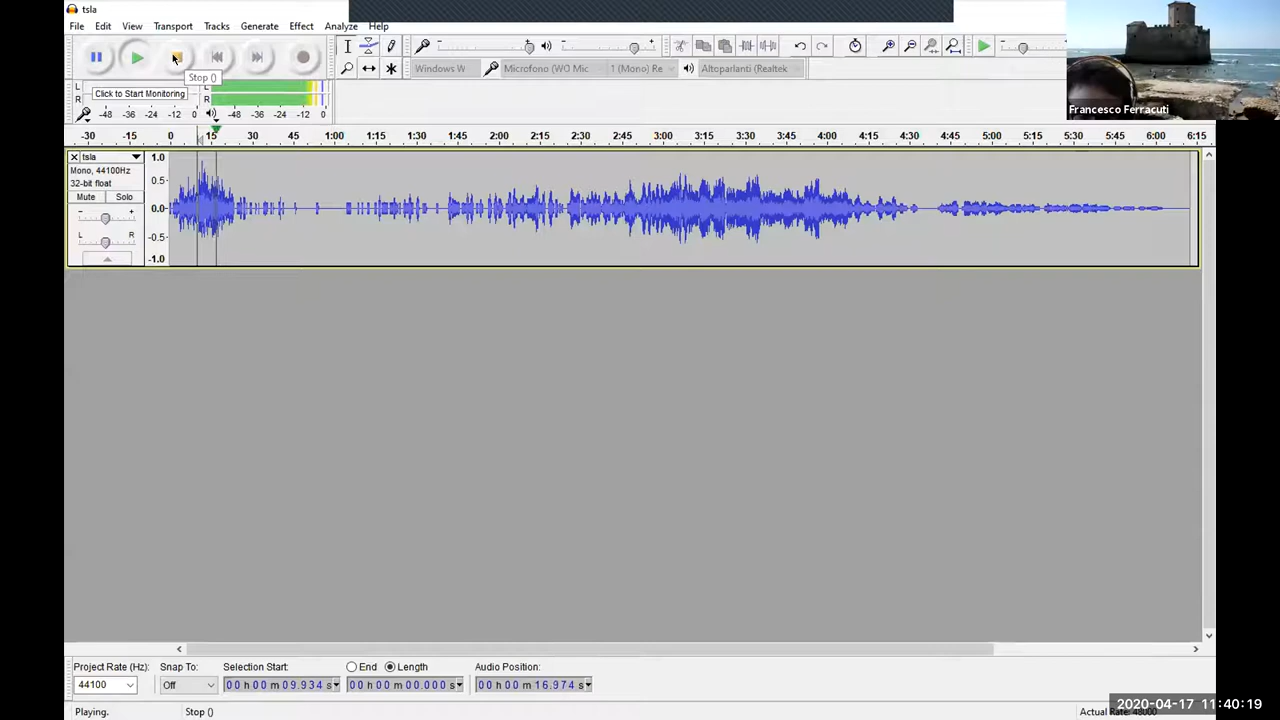 tsla
File Edit View Transport Tracks Generate Effect Analyze Help
Stop ()
L
R
Click to Start Monitoring
L
R
-48 -36 -24 -12 0
-48 -36 -24 -12 0
Windows W
Microfono (V/O Mic
1 (Mono) Re
Altoparlanti (Realtek
Francesco Ferracuti
-30 -15 0 15 30 45 1:00 1:15 1:30 1:45 2:00 2:15 2:30 2:45 3:00 3:15 3:30 3:45 4:00 4:15 4:30 4:45 5:00 5:15 5:30 5:45 6:00 6:15
tsla
Mono, 44100Hz
32-bit float
Mute Solo
- +
L R
1.0
0.5
0.0
-0.5
-1.0
Project Rate (Hz): Snap To: Selection Start: End Length Audio Position:
44100 Off 00 h 00 m 09.934 s 00 h 00 m 00.000 s 00 h 00 m 16.974 s
Playing. Stop ()
2020-04-17 11:40:19